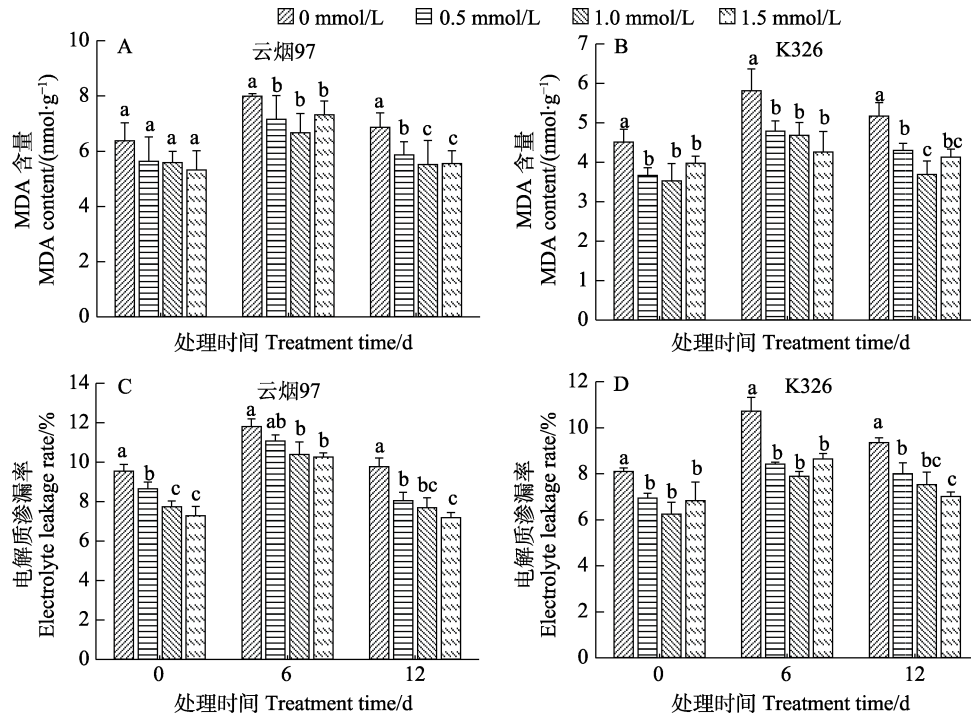 0 mmol/L 0.5 mmol/L 1.0 mmol/L 1.5 mmol/L
A
云烟97
MDA 含量
MDA content/(nmol·g⁻¹)
10
8
6
4
2
0
a a a a
a b b b
a b c c
处理时间 Treatment time/d
B
K326
MDA 含量
MDA content/(nmol·g⁻¹)
7
6
5
4
3
2
1
0
a b b b
a b b b
a b c bc
处理时间 Treatment time/d
C
云烟97
电解质渗漏率
Electrolyte leakage rate/%
14
12
10
8
6
4
2
0
a b c c
a ab b b
a b bc c
0 6 12
处理时间 Treatment time/d
D
K326
电解质渗漏率
Electrolyte leakage rate/%
12
10
8
6
4
2
0
a b b b
a b b b
a b bc c
0 6 12
处理时间 Treatment time/d